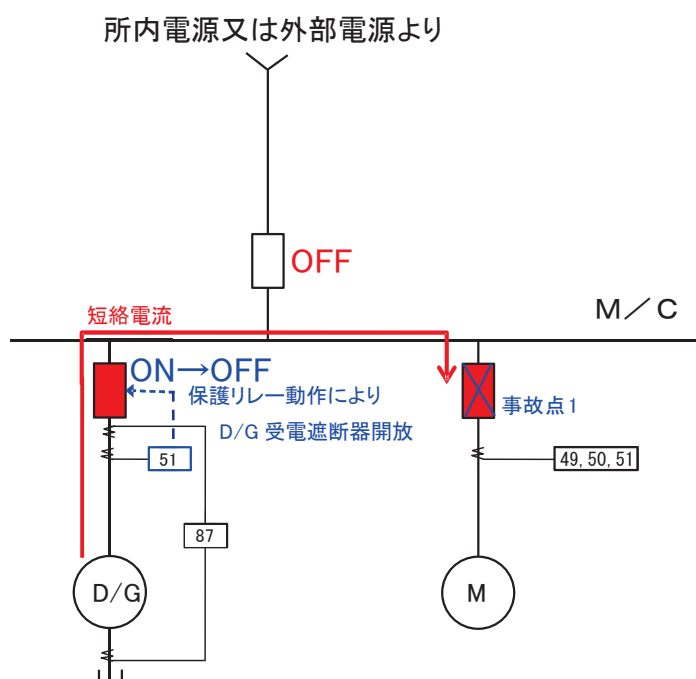 所内電源又は外部電源より
OFF
M/C
短絡電流
ON→OFF
保護リレー動作により
D/G 受電遮断器開放
事故点1
51
49, 50, 51
87
D/G
M